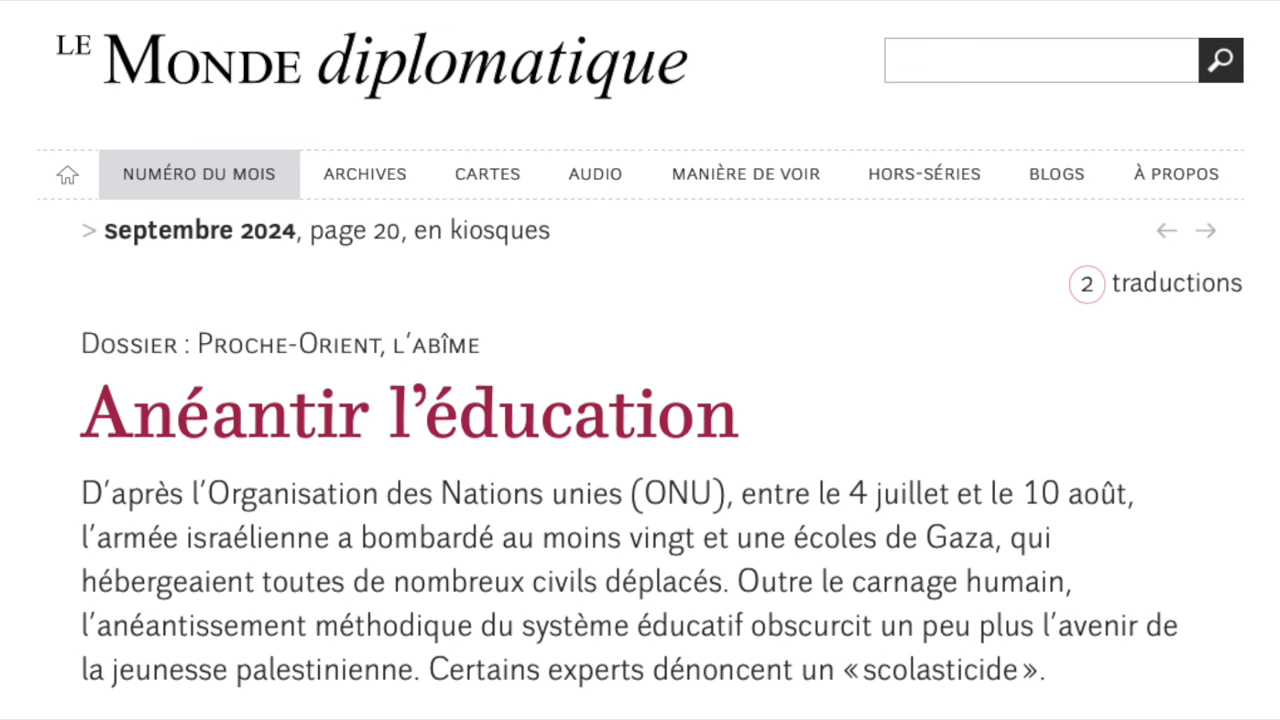 LE MONDE diplomatique
NUMÉRO DU MOIS ARCHIVES CARTES AUDIO MANIÈRE DE VOIR HORS-SÉRIES BLOGS À PROPOS
> septembre 2024, page 20, en kiosques
2 traductions
DOSSIER : PROCHE-ORIENT, L’ABÎME
Anéantir l’éducation
D’après l’Organisation des Nations unies (ONU), entre le 4 juillet et le 10 août,
l’armée israélienne a bombardé au moins vingt et une écoles de Gaza, qui
hébergeaient toutes de nombreux civils déplacés. Outre le carnage humain,
l’anéantissement méthodique du système éducatif obscurcit un peu plus l’avenir de
la jeunesse palestinienne. Certains experts dénoncent un « scolasticide ».